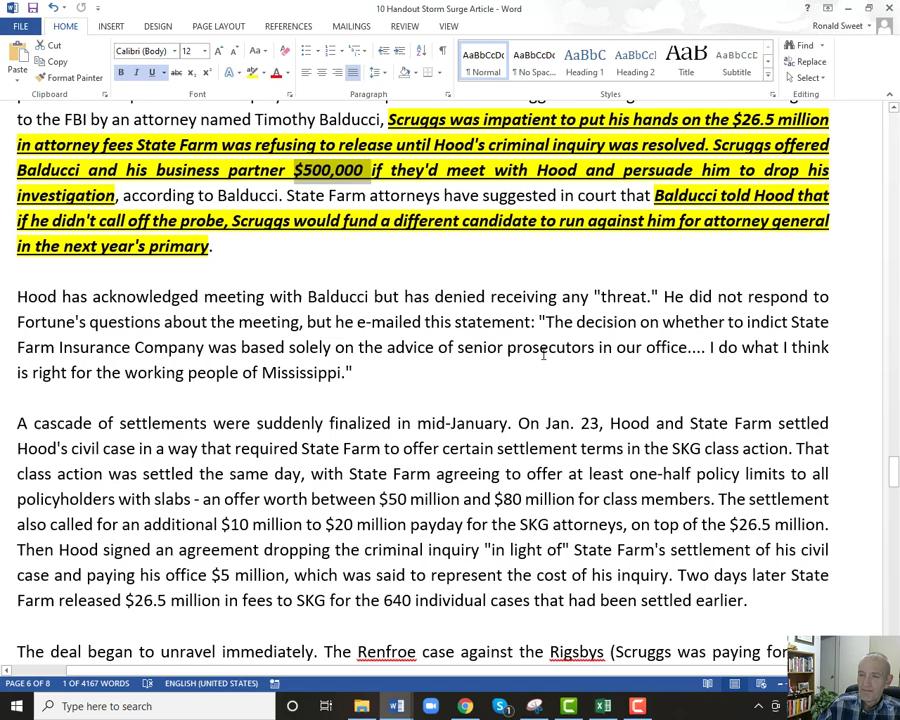 10 Handout Storm Surge Article - Word
Ronald Sweet
FILE HOME INSERT DESIGN PAGE LAYOUT REFERENCES MAILINGS REVIEW VIEW
Paste Cut Copy Format Painter
Calibri (Body) 12
AaBbCcDc AaBbCcDc AaBbC AaBbCcl AaB AaBbCcD
¶ Normal ¶ No Spac... Heading 1 Heading 2 Title Subtitle
Find Replace Select
Clipboard Font Paragraph Styles Editing
to the FBI by an attorney named Timothy Balducci, Scruggs was impatient to put his hands on the $26.5 million
in attorney fees State Farm was refusing to release until Hood's criminal inquiry was resolved. Scruggs offered
Balducci and his business partner $500,000 if they'd meet with Hood and persuade him to drop his
investigation, according to Balducci. State Farm attorneys have suggested in court that Balducci told Hood that
if he didn't call off the probe, Scruggs would fund a different candidate to run against him for attorney general
in the next year's primary.
Hood has acknowledged meeting with Balducci but has denied receiving any "threat." He did not respond to
Fortune's questions about the meeting, but he e-mailed this statement: "The decision on whether to indict State
Farm Insurance Company was based solely on the advice of senior prosecutors in our office.... I do what I think
is right for the working people of Mississippi."
A cascade of settlements were suddenly finalized in mid-January. On Jan. 23, Hood and State Farm settled
Hood's civil case in a way that required State Farm to offer certain settlement terms in the SKG class action. That
class action was settled the same day, with State Farm agreeing to offer at least one-half policy limits to all
policyholders with slabs - an offer worth between $50 million and $80 million for class members. The settlement
also called for an additional $10 million to $20 million payday for the SKG attorneys, on top of the $26.5 million.
Then Hood signed an agreement dropping the criminal inquiry "in light of" State Farm's settlement of his civil
case and paying his office $5 million, which was said to represent the cost of his inquiry. Two days later State
Farm released $26.5 million in fees to SKG for the 640 individual cases that had been settled earlier.
The deal began to unravel immediately. The Renfroe case against the Rigsbys (Scruggs was paying for
PAGE 6 OF 8 1 OF 4167 WORDS ENGLISH (UNITED STATES)
Type here to search